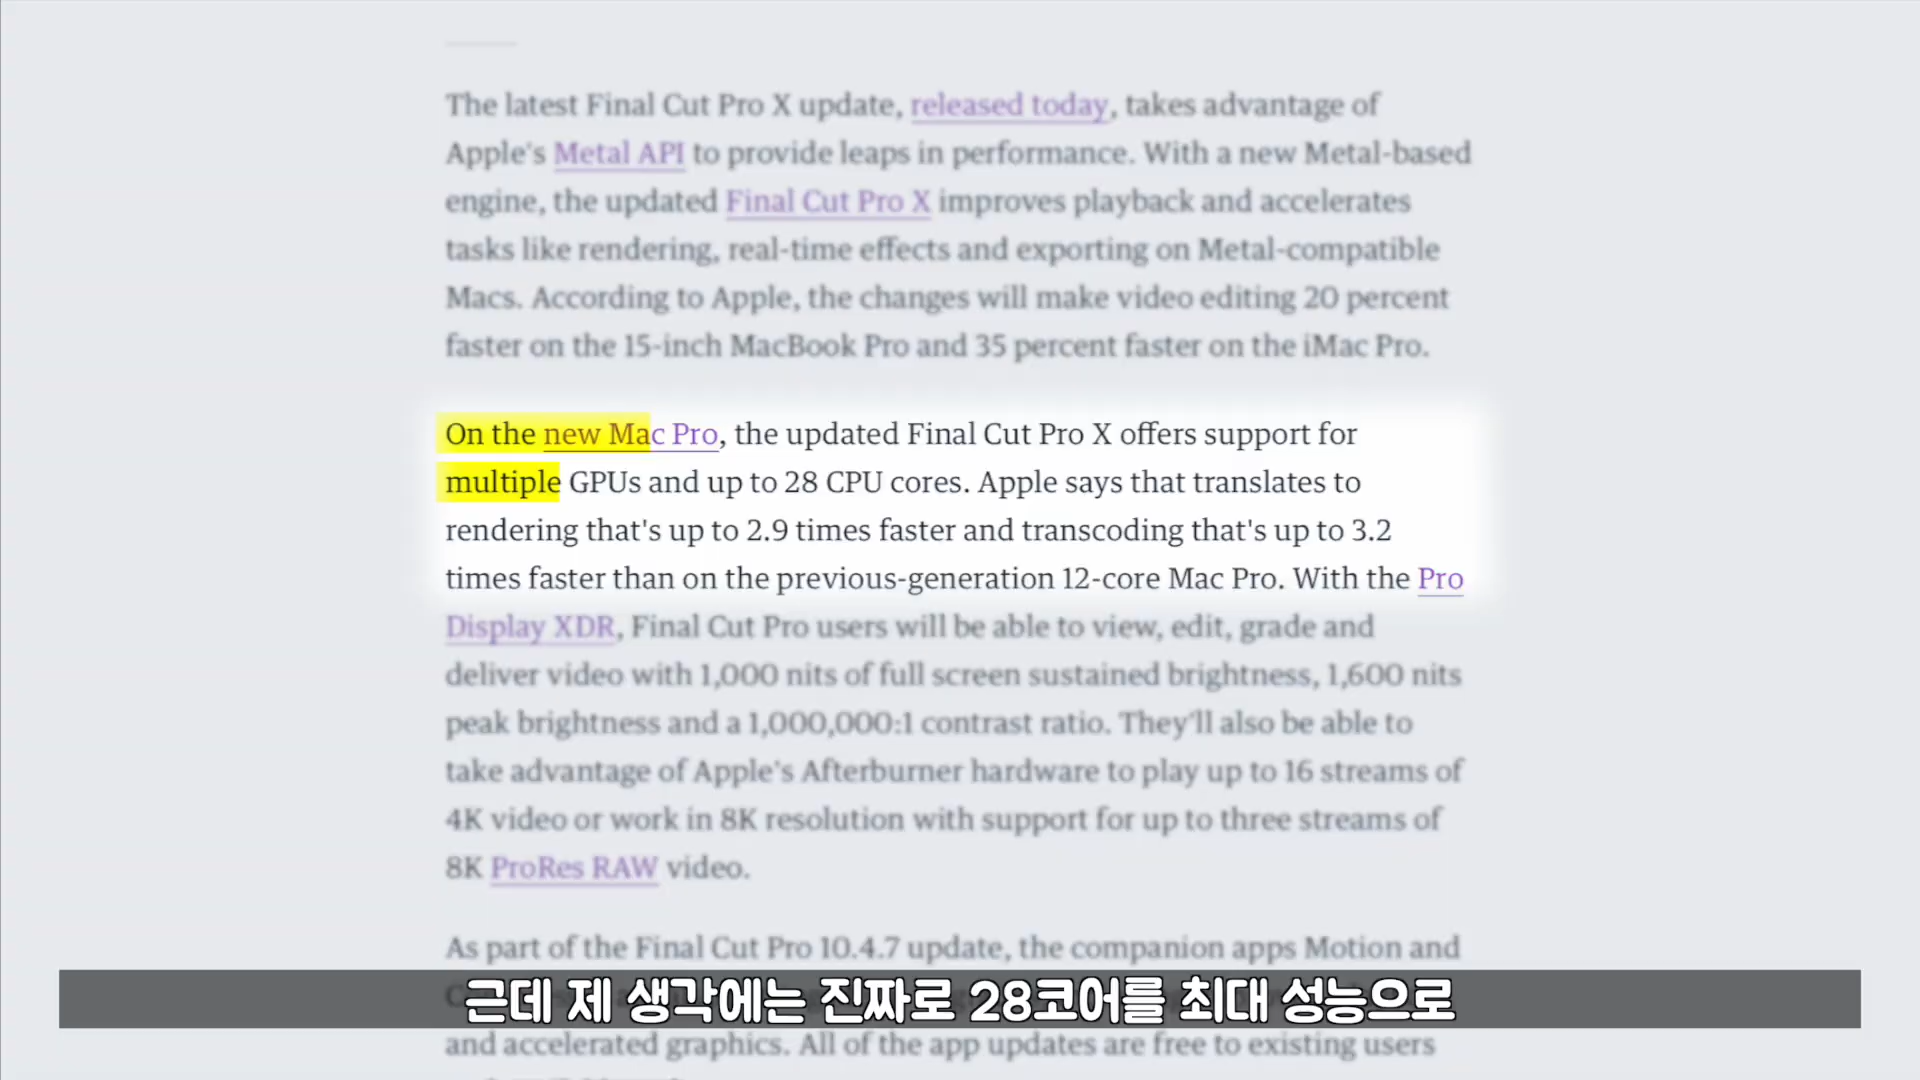 The latest Final Cut Pro X update, released today, takes advantage of
Apple's Metal API to provide leaps in performance. With a new Metal-based
engine, the updated Final Cut Pro X improves playback and accelerates
tasks like rendering, real-time effects and exporting on Metal-compatible
Macs. According to Apple, the changes will make video editing 20 percent
faster on the 15-inch MacBook Pro and 35 percent faster on the iMac Pro.
On the new Mac Pro, the updated Final Cut Pro X offers support for
multiple GPUs and up to 28 CPU cores. Apple says that translates to
rendering that's up to 2.9 times faster and transcoding that's up to 3.2
times faster than on the previous-generation 12-core Mac Pro. With the Pro
Display XDR, Final Cut Pro users will be able to view, edit, grade and
deliver video with 1,000 nits of full screen sustained brightness, 1,600 nits
peak brightness and a 1,000,000:1 contrast ratio. They'll also be able to
take advantage of Apple's Afterburner hardware to play up to 16 streams of
4K video or work in 8K resolution with support for up to three streams of
8K ProRes RAW video.
As part of the Final Cut Pro 10.4.7 update, the companion apps Motion and
근데 제 생각에는 진짜로 28코어를 최대 성능으로
and accelerated graphics. All of the app updates are free to existing users